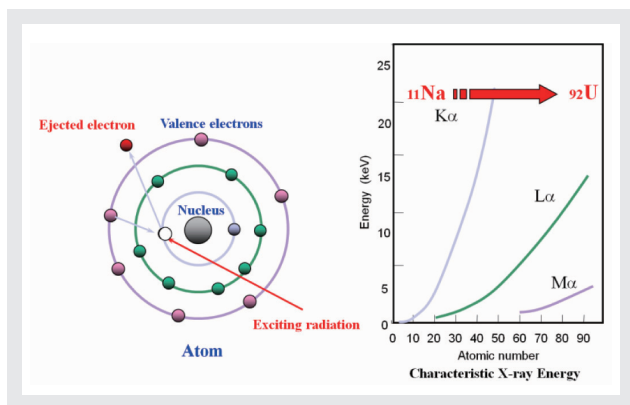 Ejected electron
Valence electrons
Nucleus
Exciting radiation
Atom
25
20
15
10
5
0
Energy (keV)
11Na
92U
Kα
Lα
Mα
0 10 20 30 40 50 60 70 80 90
Atomic number
Characteristic X-ray Energy